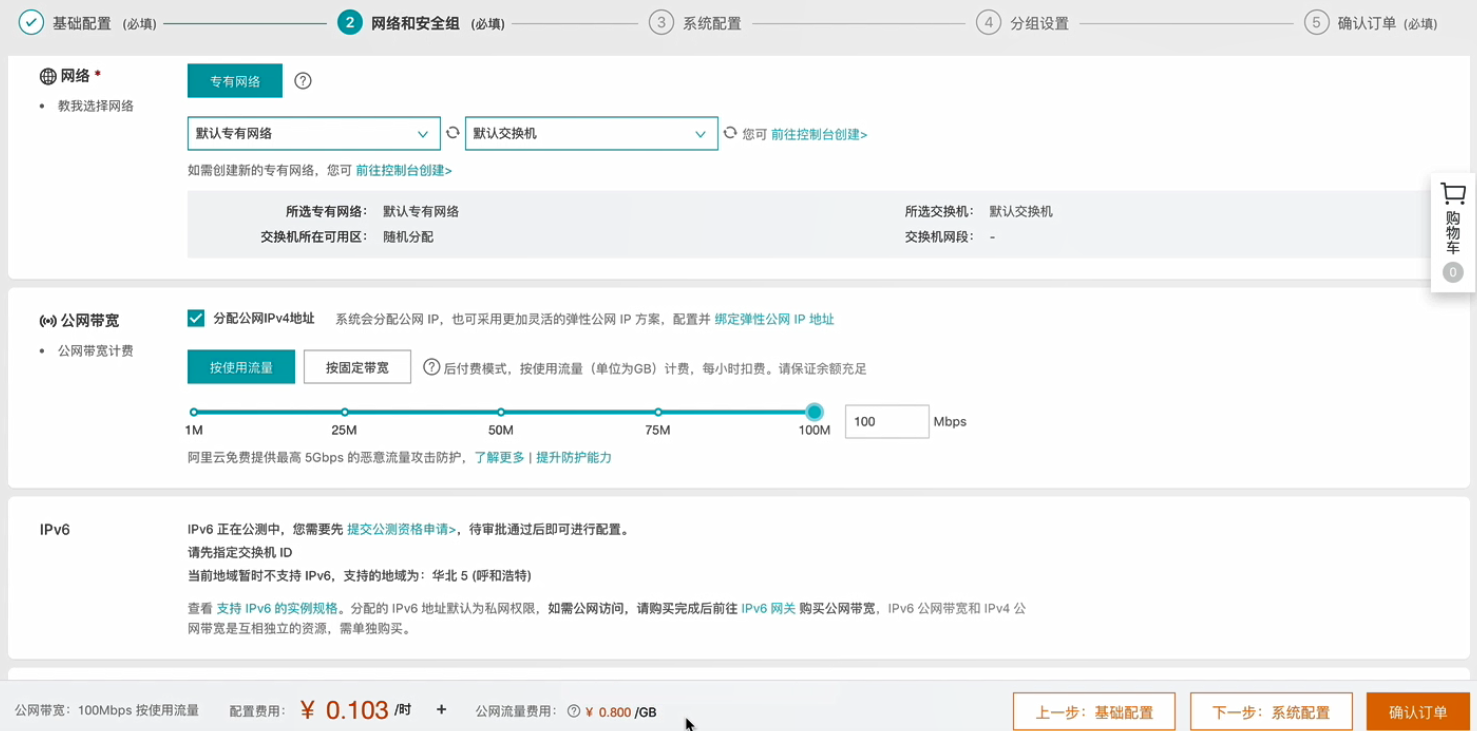 基础配置 (必填) 2 网络和安全组 (必填) 3 系统配置 4 分组设置 5 确认订单 (必填)
网络 *
专有网络 ?
• 教我选择网络
默认专有网络 默认交换机 您可 前往控制台创建>
如需创建新的专有网络，您可 前往控制台创建>
所选专有网络： 默认专有网络 所选交换机： 默认交换机
交换机所在可用区： 随机分配 交换机网段： -
购物车
0
公网带宽
分配公网IPv4地址 系统会分配公网 IP，也可采用更加灵活的弹性公网 IP 方案，配置并 绑定弹性公网 IP 地址
• 公网带宽计费
按使用流量 按固定带宽 ? 后付费模式，按使用流量（单位为GB）计费，每小时扣费。请保证余额充足
1M 25M 50M 75M 100M 100 Mbps
阿里云免费提供最高 5Gbps 的恶意流量攻击防护，了解更多 | 提升防护能力
IPv6
IPv6 正在公测中，您需要先 提交公测资格申请>，待审批通过后即可进行配置。
请先指定交换机 ID
当前地域暂时不支持 IPv6，支持的地域为：华北 5 (呼和浩特)
查看 支持 IPv6 的实例规格。分配的 IPv6 地址默认为私网权限，如需公网访问，请购买完成后前往 IPv6 网关 购买公网带宽，IPv6 公网带宽和 IPv4 公
网带宽是互相独立的资源，需单独购买。
公网带宽：100Mbps 按使用流量 配置费用： ¥ 0.103 /时 + 公网流量费用： ? ¥ 0.800 /GB 上一步：基础配置 下一步：系统配置 确认订单